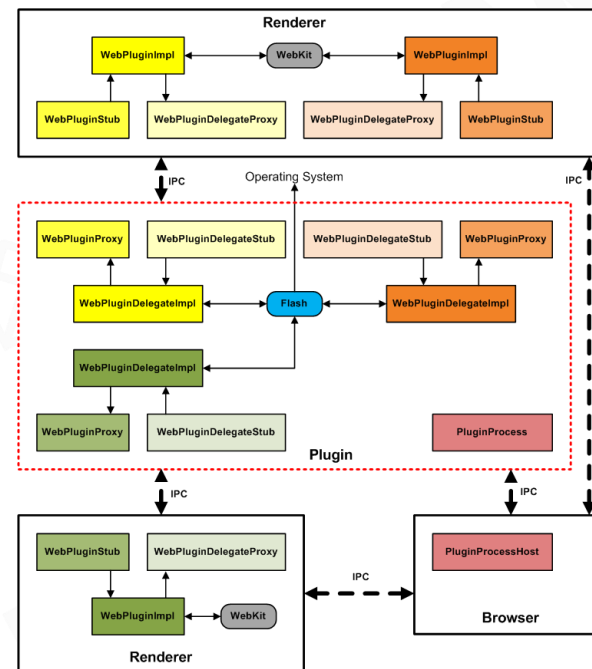 Renderer
WebPluginImpl
WebKit
WebPluginImpl
WebPluginStub
WebPluginDelegateProxy
WebPluginDelegateProxy
WebPluginStub
IPC
Operating System
IPC
WebPluginProxy
WebPluginDelegateStub
WebPluginDelegateStub
WebPluginProxy
WebPluginDelegateImpl
Flash
WebPluginDelegateImpl
WebPluginDelegateImpl
WebPluginProxy
WebPluginDelegateStub
PluginProcess
Plugin
IPC
IPC
WebPluginStub
WebPluginDelegateProxy
PluginProcessHost
IPC
WebPluginImpl
WebKit
Browser
Renderer